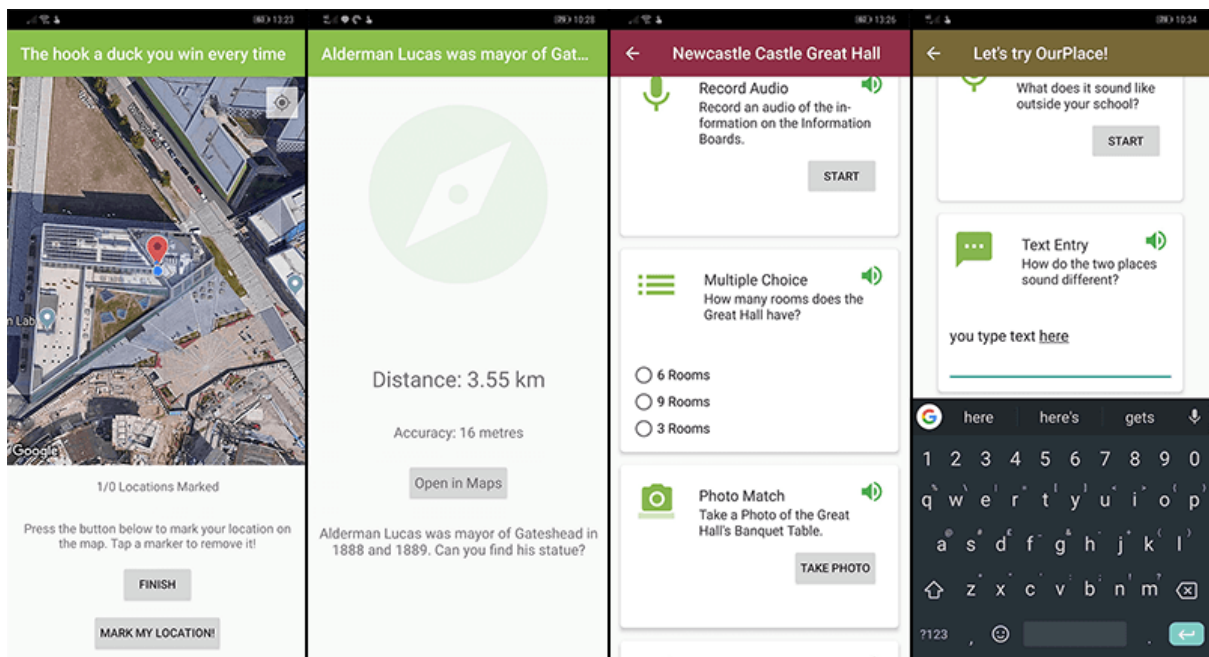 13:23
The hook a duck you win every time
n Lab
Google
1/0 Locations Marked
Press the button below to mark your location on
the map. Tap a marker to remove it!
FINISH
MARK MY LOCATION!
10:28
Alderman Lucas was mayor of Gat...
Distance: 3.55 km
Accuracy: 16 metres
Open in Maps
Alderman Lucas was mayor of Gateshead in
1888 and 1889. Can you find his statue?
13:26
Newcastle Castle Great Hall
Record Audio
Record an audio of the in-
formation on the Information
Boards.
START
Multiple Choice
How many rooms does the
Great Hall have?
6 Rooms
9 Rooms
3 Rooms
Photo Match
Take a Photo of the Great
Hall's Banquet Table.
TAKE PHOTO
10:34
Let's try OurPlace!
What does it sound like
outside your school?
START
Text Entry
How do the two places
sound different?
you type text here
G here here's gets
1 2 3 4 5 6 7 8 9 0
q w e r t y u i o p
a s d f g h j k l
z x c v b n m
?123 , .